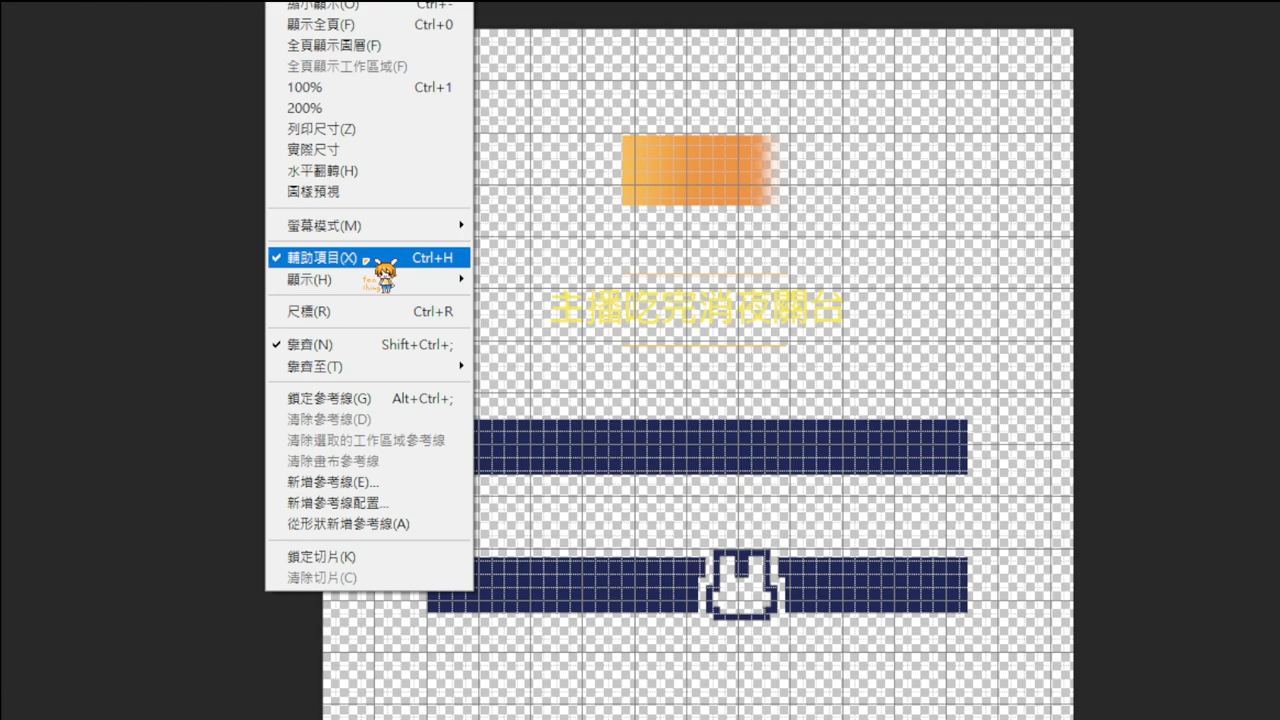 縮小顯示(O) Ctrl+-
顯示全頁(F) Ctrl+0
全頁顯示圖層(F)
全頁顯示工作區域(F)
100% Ctrl+1
200%
列印尺寸(Z)
實際尺寸
水平翻轉(H)
圖樣預視
螢幕模式(M)
輔助項目(X) Ctrl+H
顯示(H)
尺標(R) Ctrl+R
靠齊(N) Shift+Ctrl+;
靠齊至(T)
鎖定參考線(G) Alt+Ctrl+;
清除參考線(D)
清除選取的工作區域參考線
清除畫布參考線
新增參考線(E)...
新增參考線配置...
從形狀新增參考線(A)
鎖定切片(K)
清除切片(C)
主播吃完消夜關台